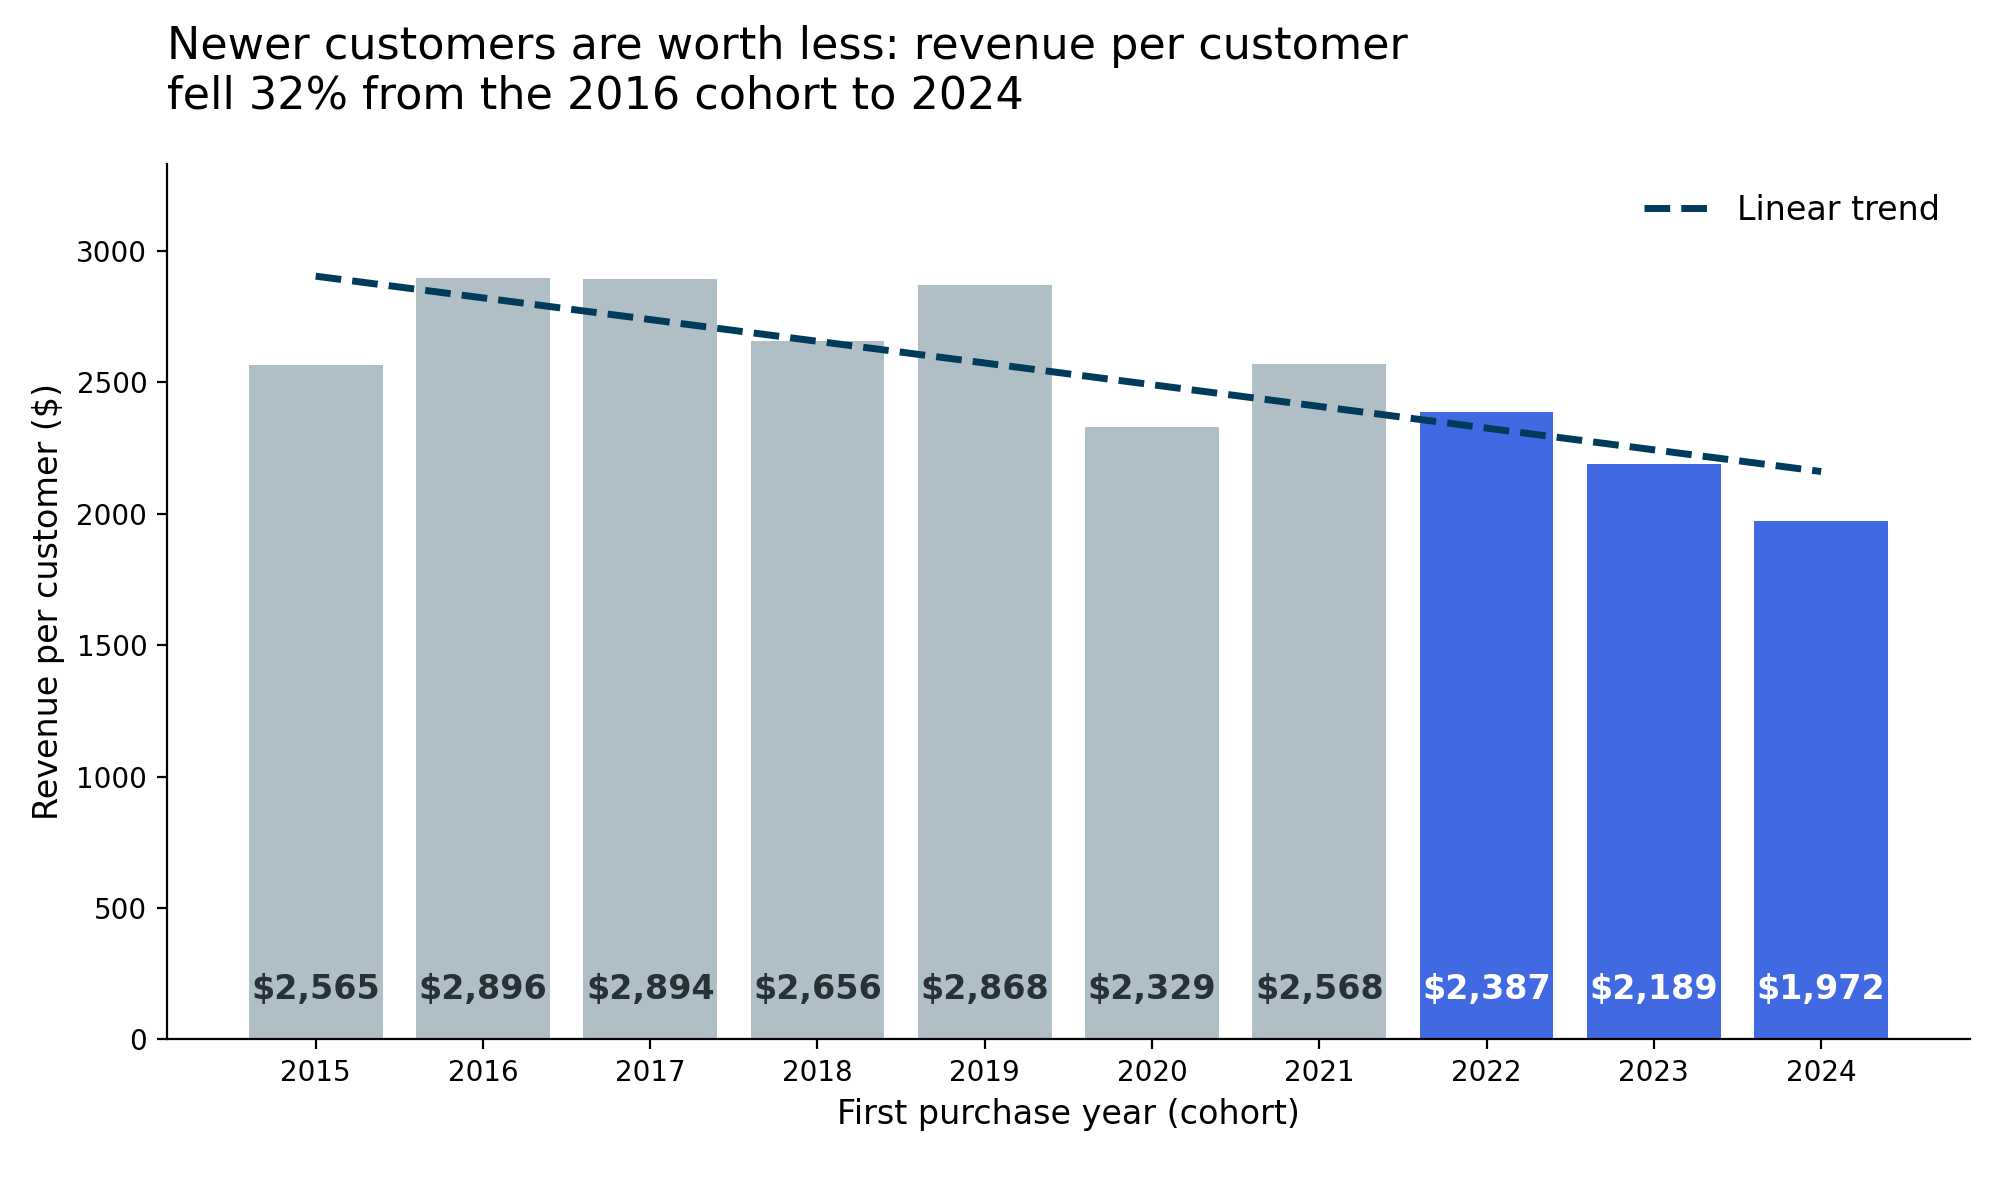 Newer customers are worth less: revenue per customer
fell 32% from the 2016 cohort to 2024
Linear trend
Revenue per customer ($)
3000
2500
2000
1500
1000
500
0
$2,565 $2,896 $2,894 $2,656 $2,868 $2,329 $2,568 $2,387 $2,189 $1,972
2015 2016 2017 2018 2019 2020 2021 2022 2023 2024
First purchase year (cohort)